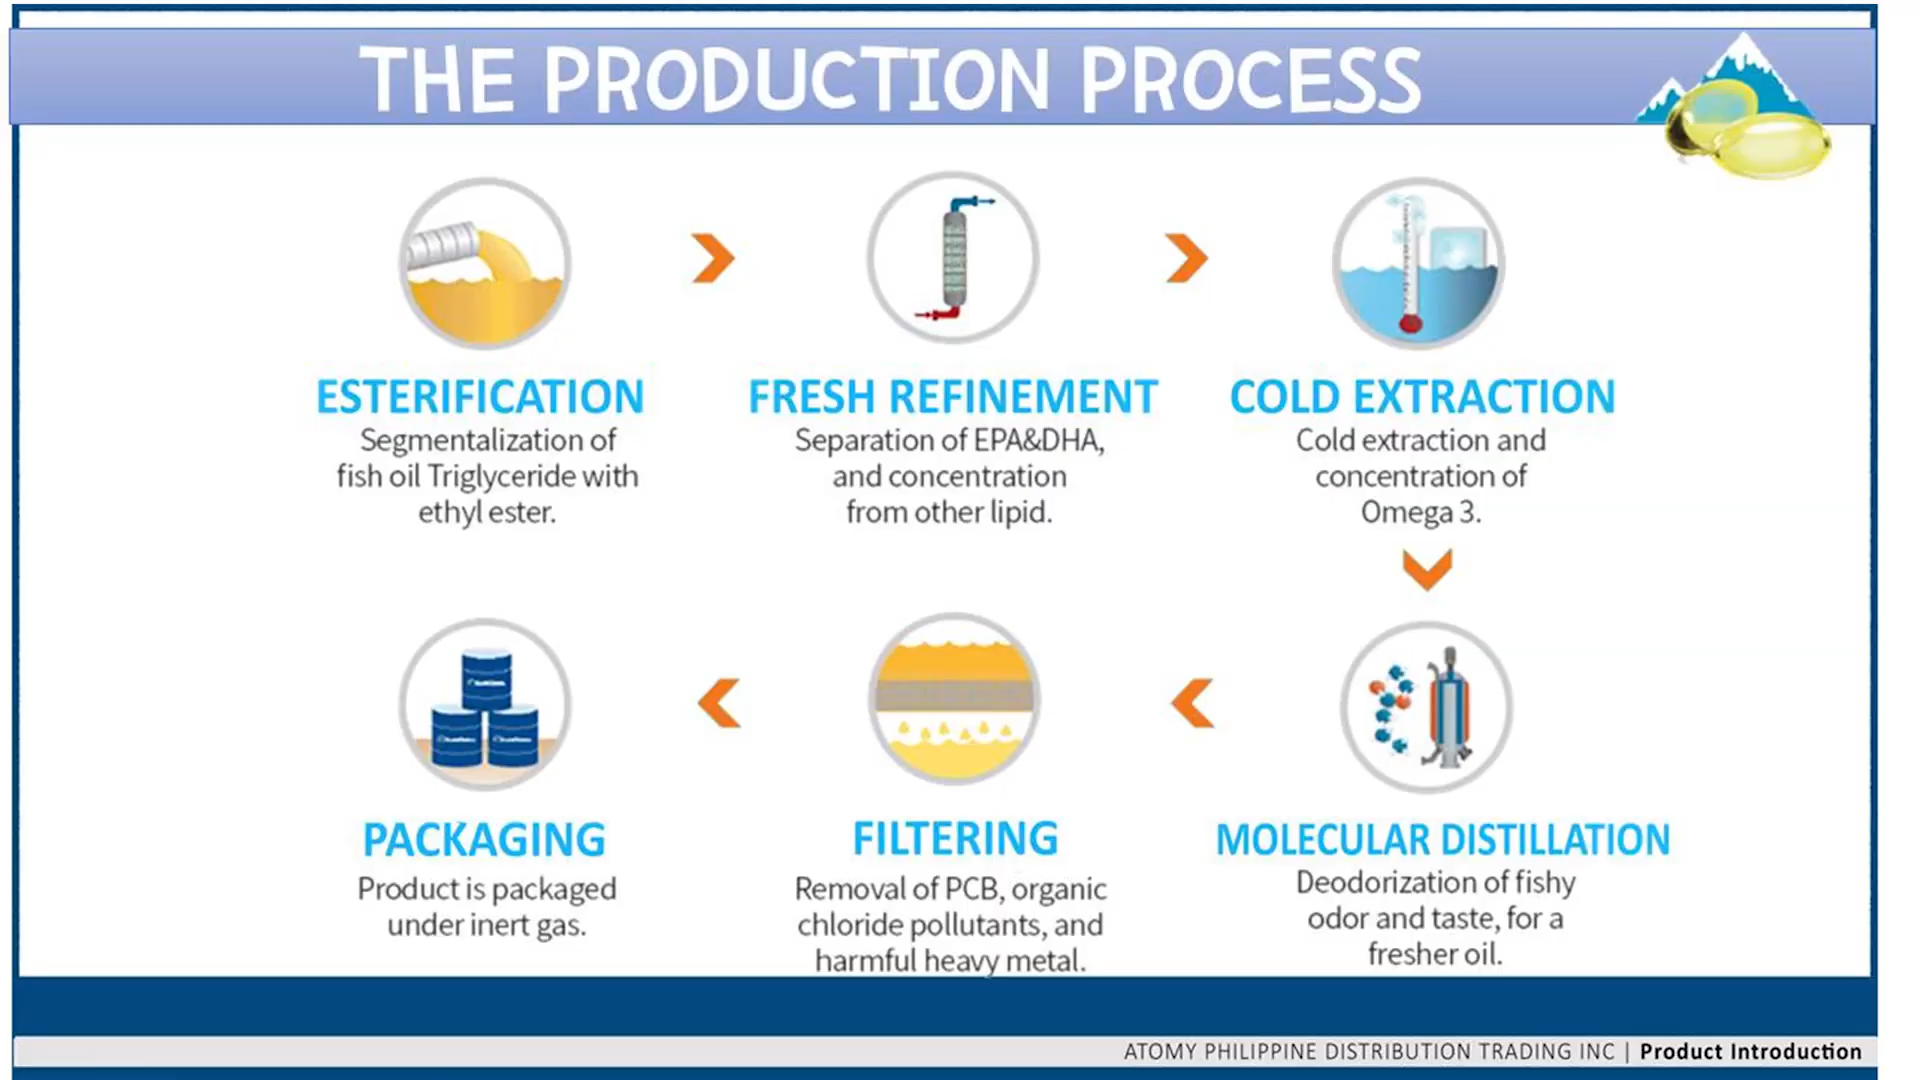 THE PRODUCTION PROCESS
ESTERIFICATION
Segmentalization of
fish oil Triglyceride with
ethyl ester.
FRESH REFINEMENT
Separation of EPA&DHA,
and concentration
from other lipid.
COLD EXTRACTION
Cold extraction and
concentration of
Omega 3.
MOLECULAR DISTILLATION
Deodorization of fishy
odor and taste, for a
fresher oil.
FILTERING
Removal of PCB, organic
chloride pollutants, and
harmful heavy metal.
PACKAGING
Product is packaged
under inert gas.
ATOMY PHILIPPINE DISTRIBUTION TRADING INC | Product Introduction